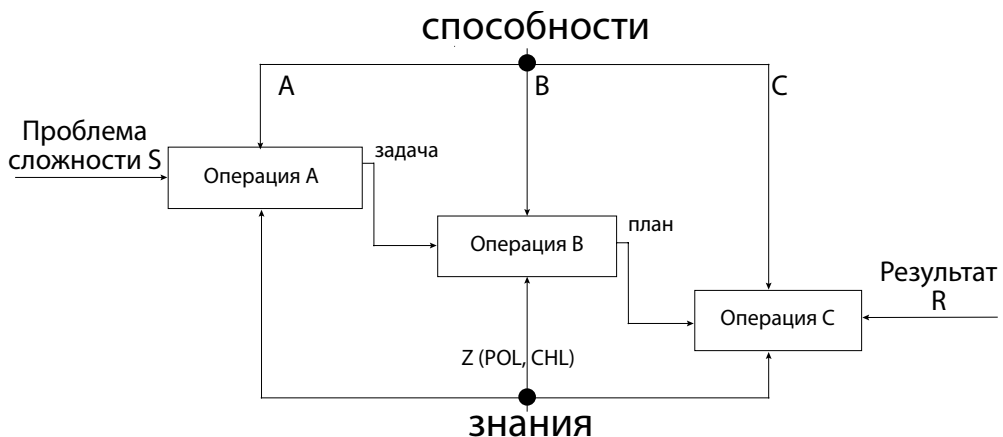 способности
A
B
C
Проблема
сложности S
задача
Операция A
план
Операция B
Результат
R
Операция C
Z (POL, CHL)
знания